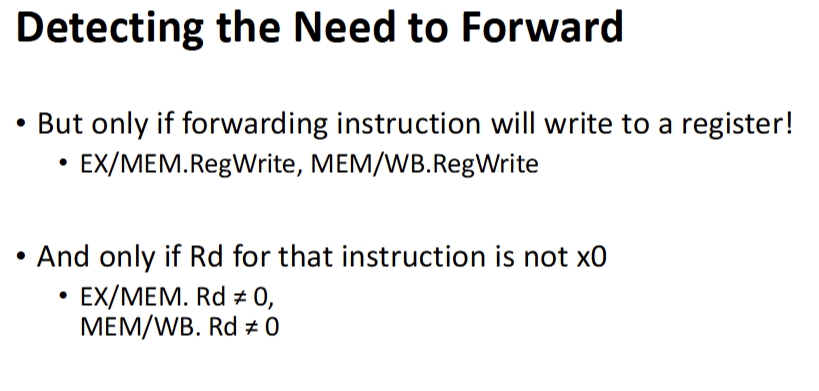 Detecting the Need to Forward
• But only if forwarding instruction will write to a register!
• EX/MEM.RegWrite, MEM/WB.RegWrite
• And only if Rd for that instruction is not x0
• EX/MEM. Rd ≠ 0,
MEM/WB. Rd ≠ 0